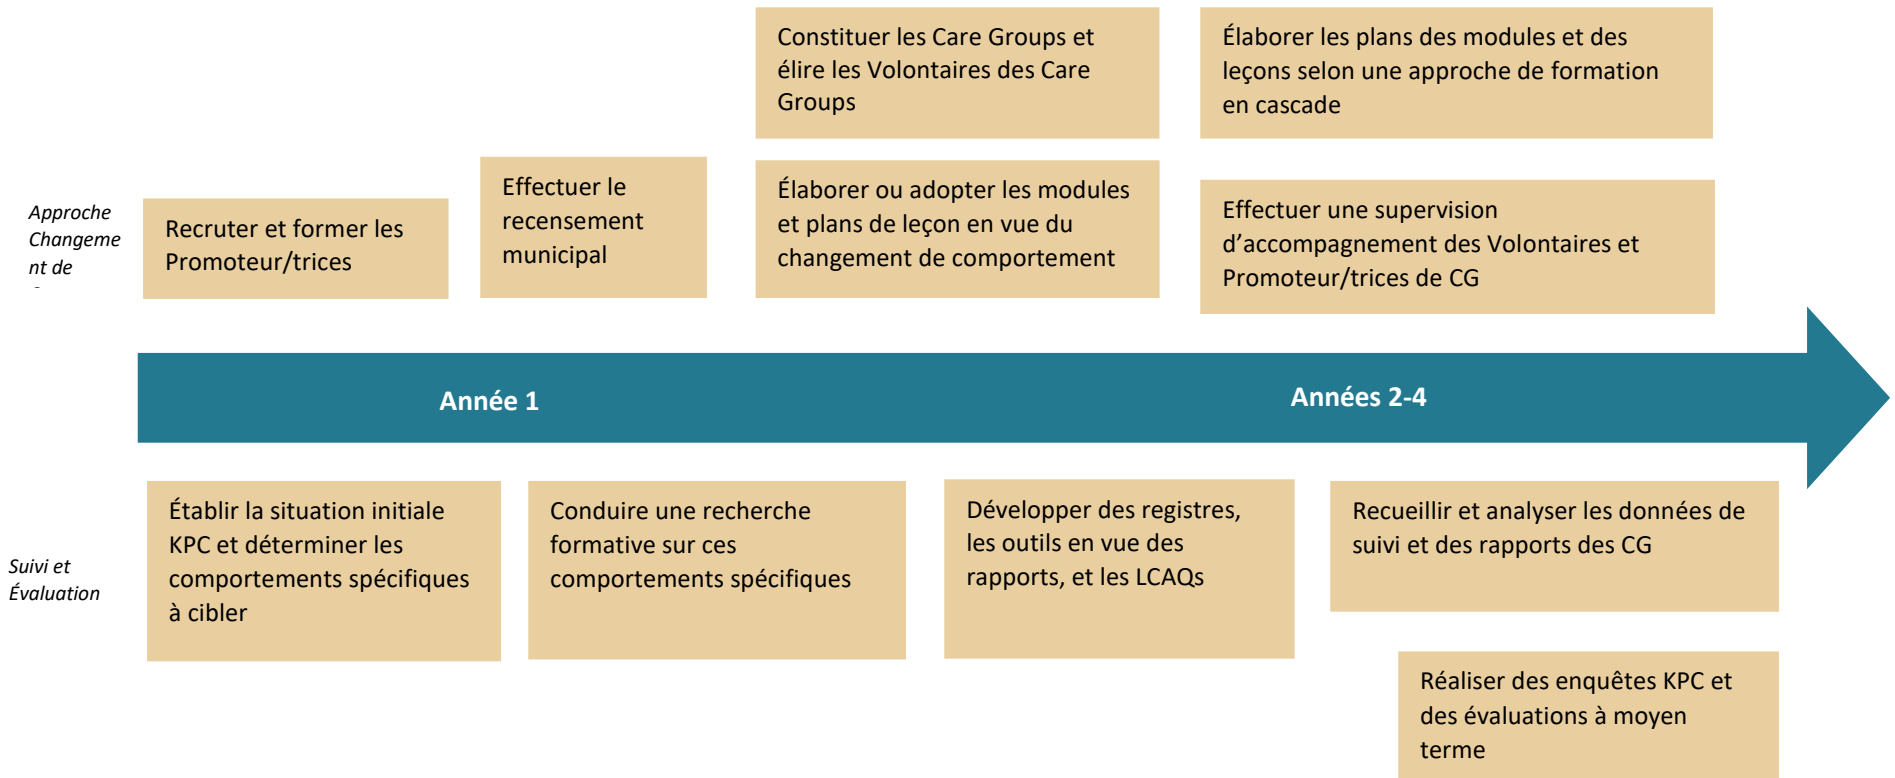 Constituer les Care Groups et
élire les Volontaires des Care
Groups
Élaborer les plans des modules et des
leçons selon une approche de formation
en cascade
Approche
Changeme
nt de
Recruter et former les
Promoteur/trices
Effectuer le
recensement
municipal
Élaborer ou adopter les modules
et plans de leçon en vue du
changement de comportement
Effectuer une supervision
d’accompagnement des Volontaires et
Promoteur/trices de CG
Année 1
Années 2-4
Suivi et
Évaluation
Établir la situation initiale
KPC et déterminer les
comportements spécifiques
à cibler
Conduire une recherche
formative sur ces
comportements spécifiques
Développer des registres,
les outils en vue des
rapports, et les LCAQs
Recueillir et analyser les données de
suivi et des rapports des CG
Réaliser des enquêtes KPC et
des évaluations à moyen
terme